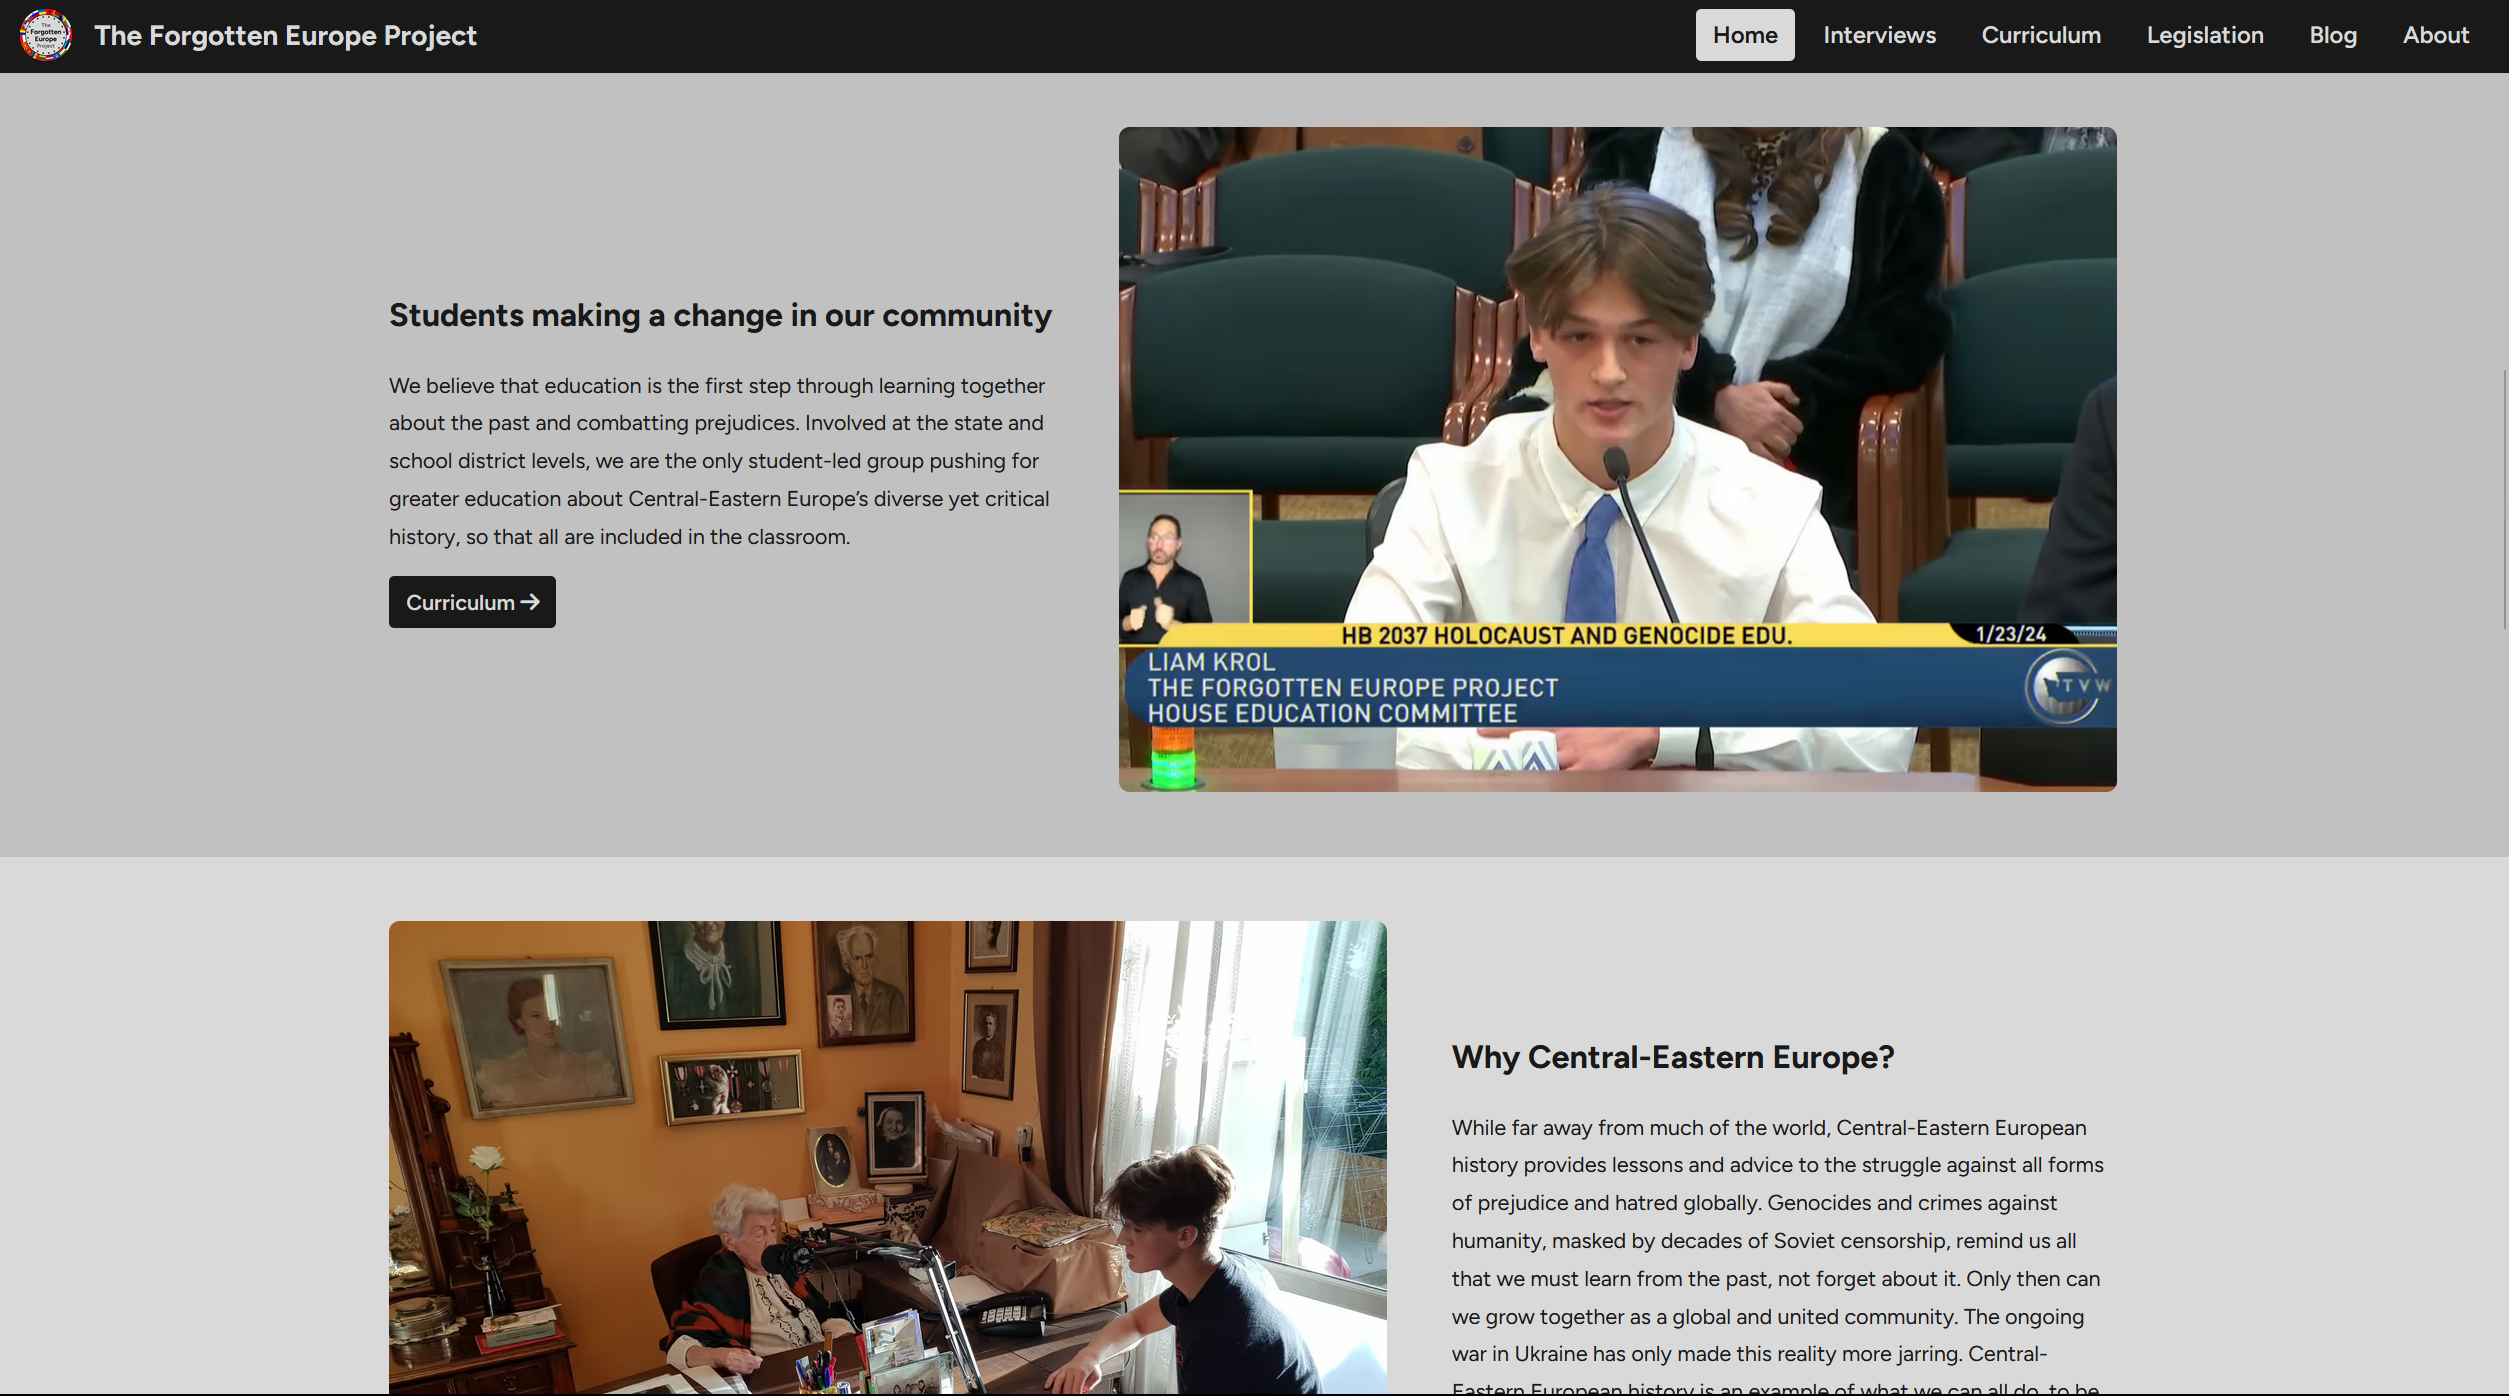 The
Forgotten
Europe
Project
The Forgotten Europe Project
Home
Interviews
Curriculum
Legislation
Blog
About
Students making a change in our community
We believe that education is the first step through learning together
about the past and combatting prejudices. Involved at the state and
school district levels, we are the only student-led group pushing for
greater education about Central-Eastern Europe’s diverse yet critical
history, so that all are included in the classroom.
Curriculum →
HB 2037 HOLOCAUST AND GENOCIDE EDU.
1/23/24
LIAM KROL
THE FORGOTTEN EUROPE PROJECT
HOUSE EDUCATION COMMITTEE
TVW
Why Central-Eastern Europe?
While far away from much of the world, Central-Eastern European
history provides lessons and advice to the struggle against all forms
of prejudice and hatred globally. Genocides and crimes against
humanity, masked by decades of Soviet censorship, remind us all
that we must learn from the past, not forget about it. Only then can
we grow together as a global and united community. The ongoing
war in Ukraine has only made this reality more jarring. Central-
Eastern European history is an example of what we can all do, to be